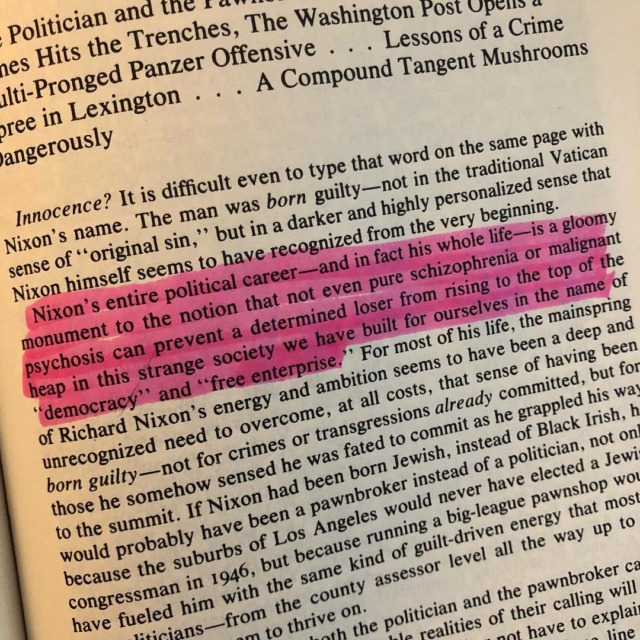 Politician and the
nes Hits the Trenches, The Washington Post Opens a
ulti-Pronged Panzer Offensive . . . Lessons of a Crime
pree in Lexington . . . A Compound Tangent Mushrooms
Dangerously
Innocence? It is difficult even to type that word on the same page with
Nixon's name. The man was born guilty—not in the traditional Vatican
sense of "original sin," but in a darker and highly personalized sense that
Nixon himself seems to have recognized from the very beginning.
Nixon's entire political career—and in fact his whole life—is a gloomy
monument to the notion that not even pure schizophrenia or malignant
psychosis can prevent a determined loser from rising to the top of the
heap in this strange society we have built for ourselves in the name of
"democracy" and "free enterprise." For most of his life, the mainspring
of Richard Nixon's energy and ambition seems to have been a deep and
unrecognized need to overcome, at all costs, that sense of having been
born guilty—not for crimes or transgressions already committed, but for
those he somehow sensed he was fated to commit as he grappled his way
to the summit. If Nixon had been born Jewish, instead of Black Irish, h
would probably have been a pawnbroker instead of a politician, not onl
because the suburbs of Los Angeles would never have elected a Jewi
congressman in 1946, but because running a big-league pawnshop wou
have fueled him with the same kind of guilt-driven energy that most
liticians—from the county assessor level all the way up to
em to thrive on.
both the politician and the pawnbroker ca
le realities of their calling will
not have to explain